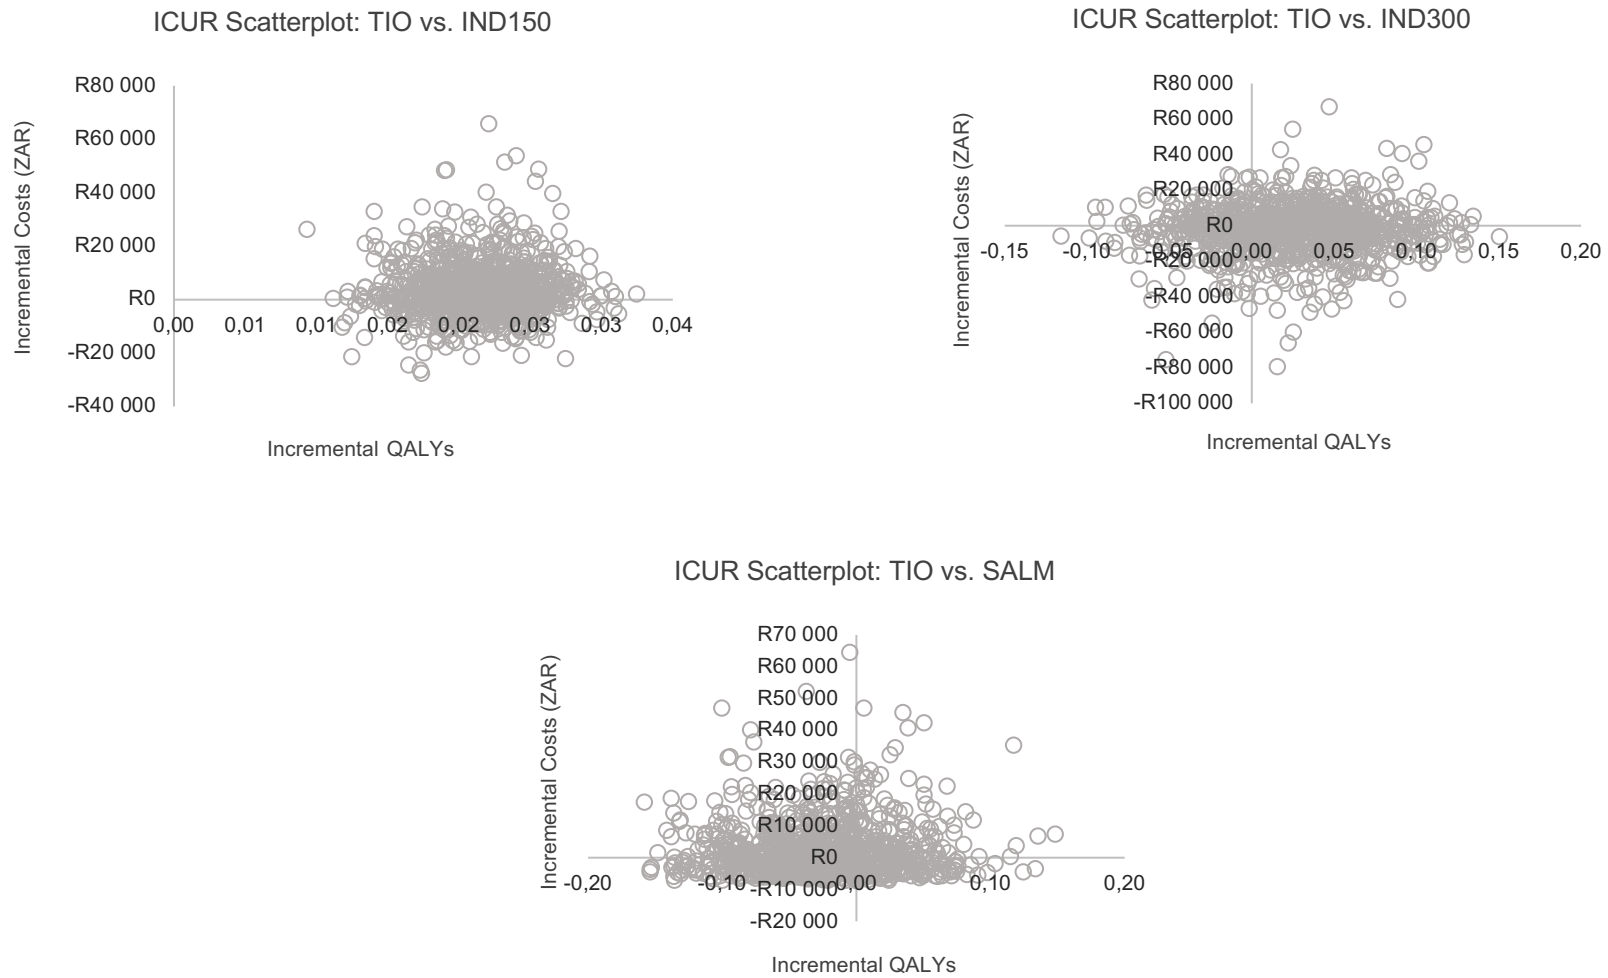 ICUR Scatterplot: TIO vs. IND150
Incremental Costs (ZAR)
R80 000
R60 000
R40 000
R20 000
R0
-R20 000
-R40 000
0,00 0,01 0,01 0,02 0,02 0,03 0,03 0,04
Incremental QALYs
ICUR Scatterplot: TIO vs. IND300
Incremental Costs (ZAR)
R80 000
R60 000
R40 000
R20 000
R0
-R20 000
-R40 000
-R60 000
-R80 000
-R100 000
-0,15 -0,10 -0,05 0,00 0,05 0,10 0,15 0,20
Incremental QALYs
ICUR Scatterplot: TIO vs. SALM
Incremental Costs (ZAR)
R70 000
R60 000
R50 000
R40 000
R30 000
R20 000
R10 000
R0
-R10 000
-R20 000
-0,20 -0,10 0,00 0,10 0,20
Incremental QALYs